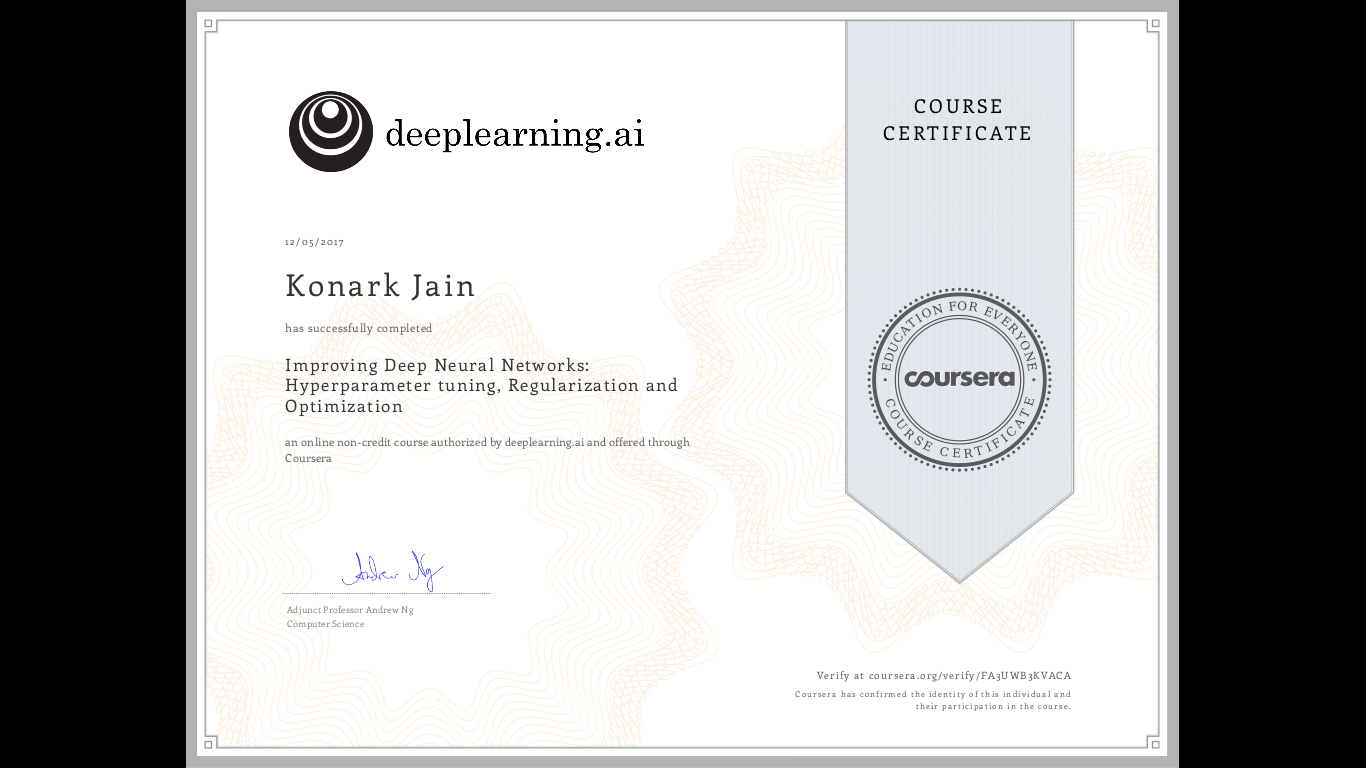 deeplearning.ai
COURSE
CERTIFICATE
12/05/2017
Konark Jain
has successfully completed
Improving Deep Neural Networks:
Hyperparameter tuning, Regularization and
Optimization
an online non-credit course authorized by deeplearning.ai and offered through
Coursera
EDUCATION FOR EVERYONE
coursera
COURSE CERTIFICATE
Andrew Ng
Adjunct Professor Andrew Ng
Computer Science
Verify at coursera.org/verify/FA3UWB3KVACA
Coursera has confirmed the identity of this individual and
their participation in the course.